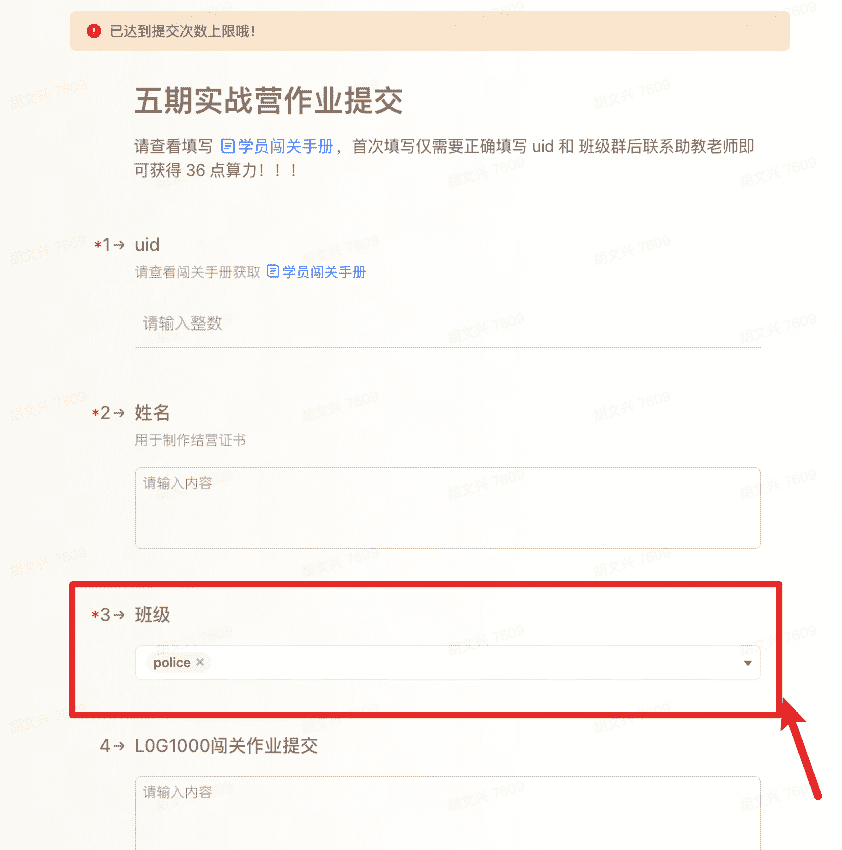 已达到提交次数上限哦!
五期实战营作业提交
请查看填写 学员闯关手册，首次填写仅需要正确填写 uid 和 班级群后联系助教老师即
可获得 36 点算力！！！
*1→ uid
请查看闯关手册获取 学员闯关手册
请输入整数
*2→ 姓名
用于制作结营证书
请输入内容
*3→ 班级
police ×
4→ L0G1000闯关作业提交
请输入内容
胡文兴 7609